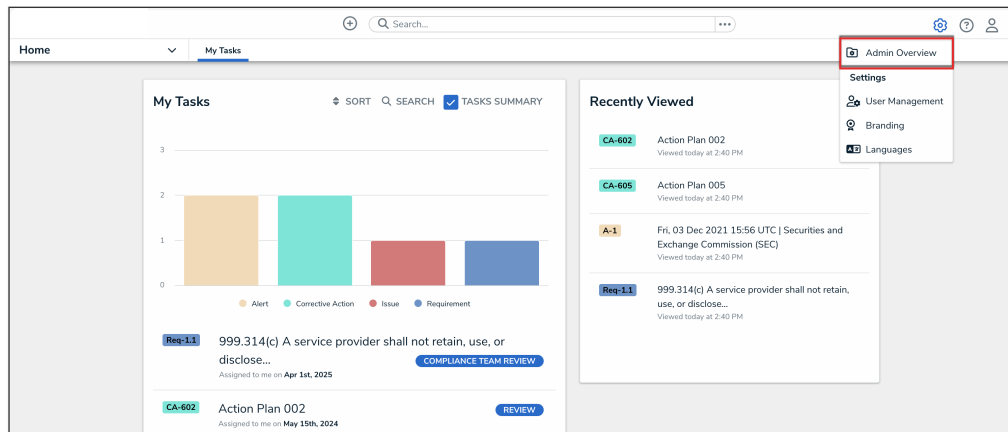 Search...
Home
My Tasks
Admin Overview
Settings
User Management
Branding
Languages
My Tasks
SORT
SEARCH
TASKS SUMMARY
3
2
1
0
Alert
Corrective Action
Issue
Requirement
Req-1.1
999.314(c) A service provider shall not retain, use, or
disclose...
COMPLIANCE TEAM REVIEW
Assigned to me on Apr 1st, 2025
CA-602
Action Plan 002
REVIEW
Assigned to me on May 15th, 2024
Recently Viewed
CA-602
Action Plan 002
Viewed today at 2:40 PM
CA-605
Action Plan 005
Viewed today at 2:40 PM
A-1
Fri, 03 Dec 2021 15:56 UTC | Securities and
Exchange Commission (SEC)
Viewed today at 2:40 PM
Req-1.1
999.314(c) A service provider shall not retain,
use, or disclose...
Viewed today at 2:40 PM